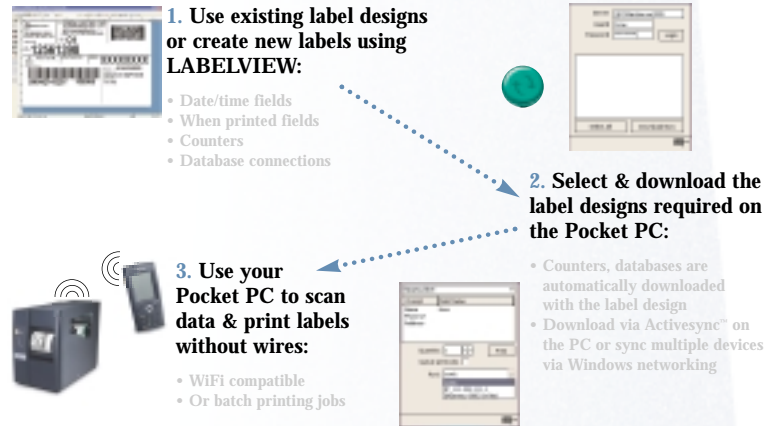 1. Use existing label designs
or create new labels using
LABELVIEW:
• Date/time fields
• When printed fields
• Counters
• Database connections
2. Select & download the
label designs required on
the Pocket PC:
• Counters, databases are
automatically downloaded
with the label design
• Download via Activesync™ on
the PC or sync multiple devices
via Windows networking
3. Use your
Pocket PC to scan
data & print labels
without wires:
• WiFi compatible
• Or batch printing jobs